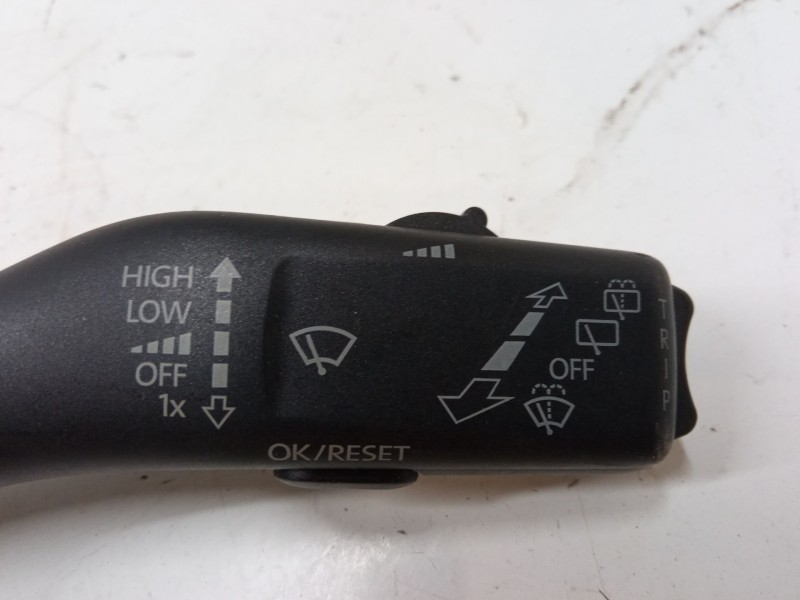 HIGH
LOW
OFF
1x
OFF
TRIP
OK/RESET